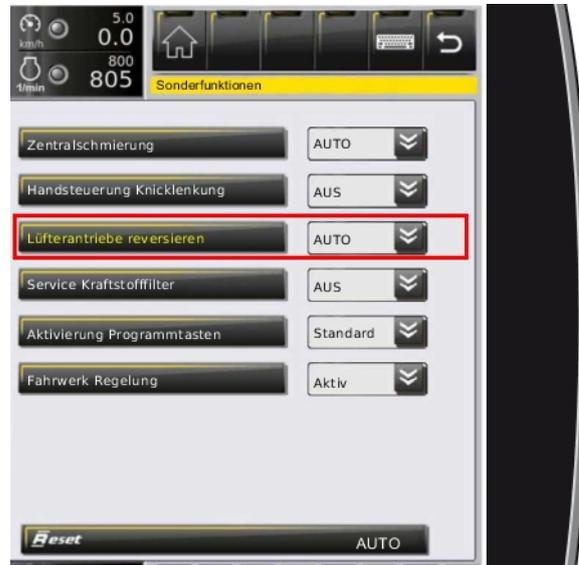 5.0
km/h 0.0
800
1/min 805
Sonderfunktionen
Zentralschmierung AUTO
Handsteuerung Knicklenkung AUS
Lüfterantriebe reversieren AUTO
Service Kraftstofffilter AUS
Aktivierung Programmtasten Standard
Fahrwerk Regelung Aktiv
Reset AUTO